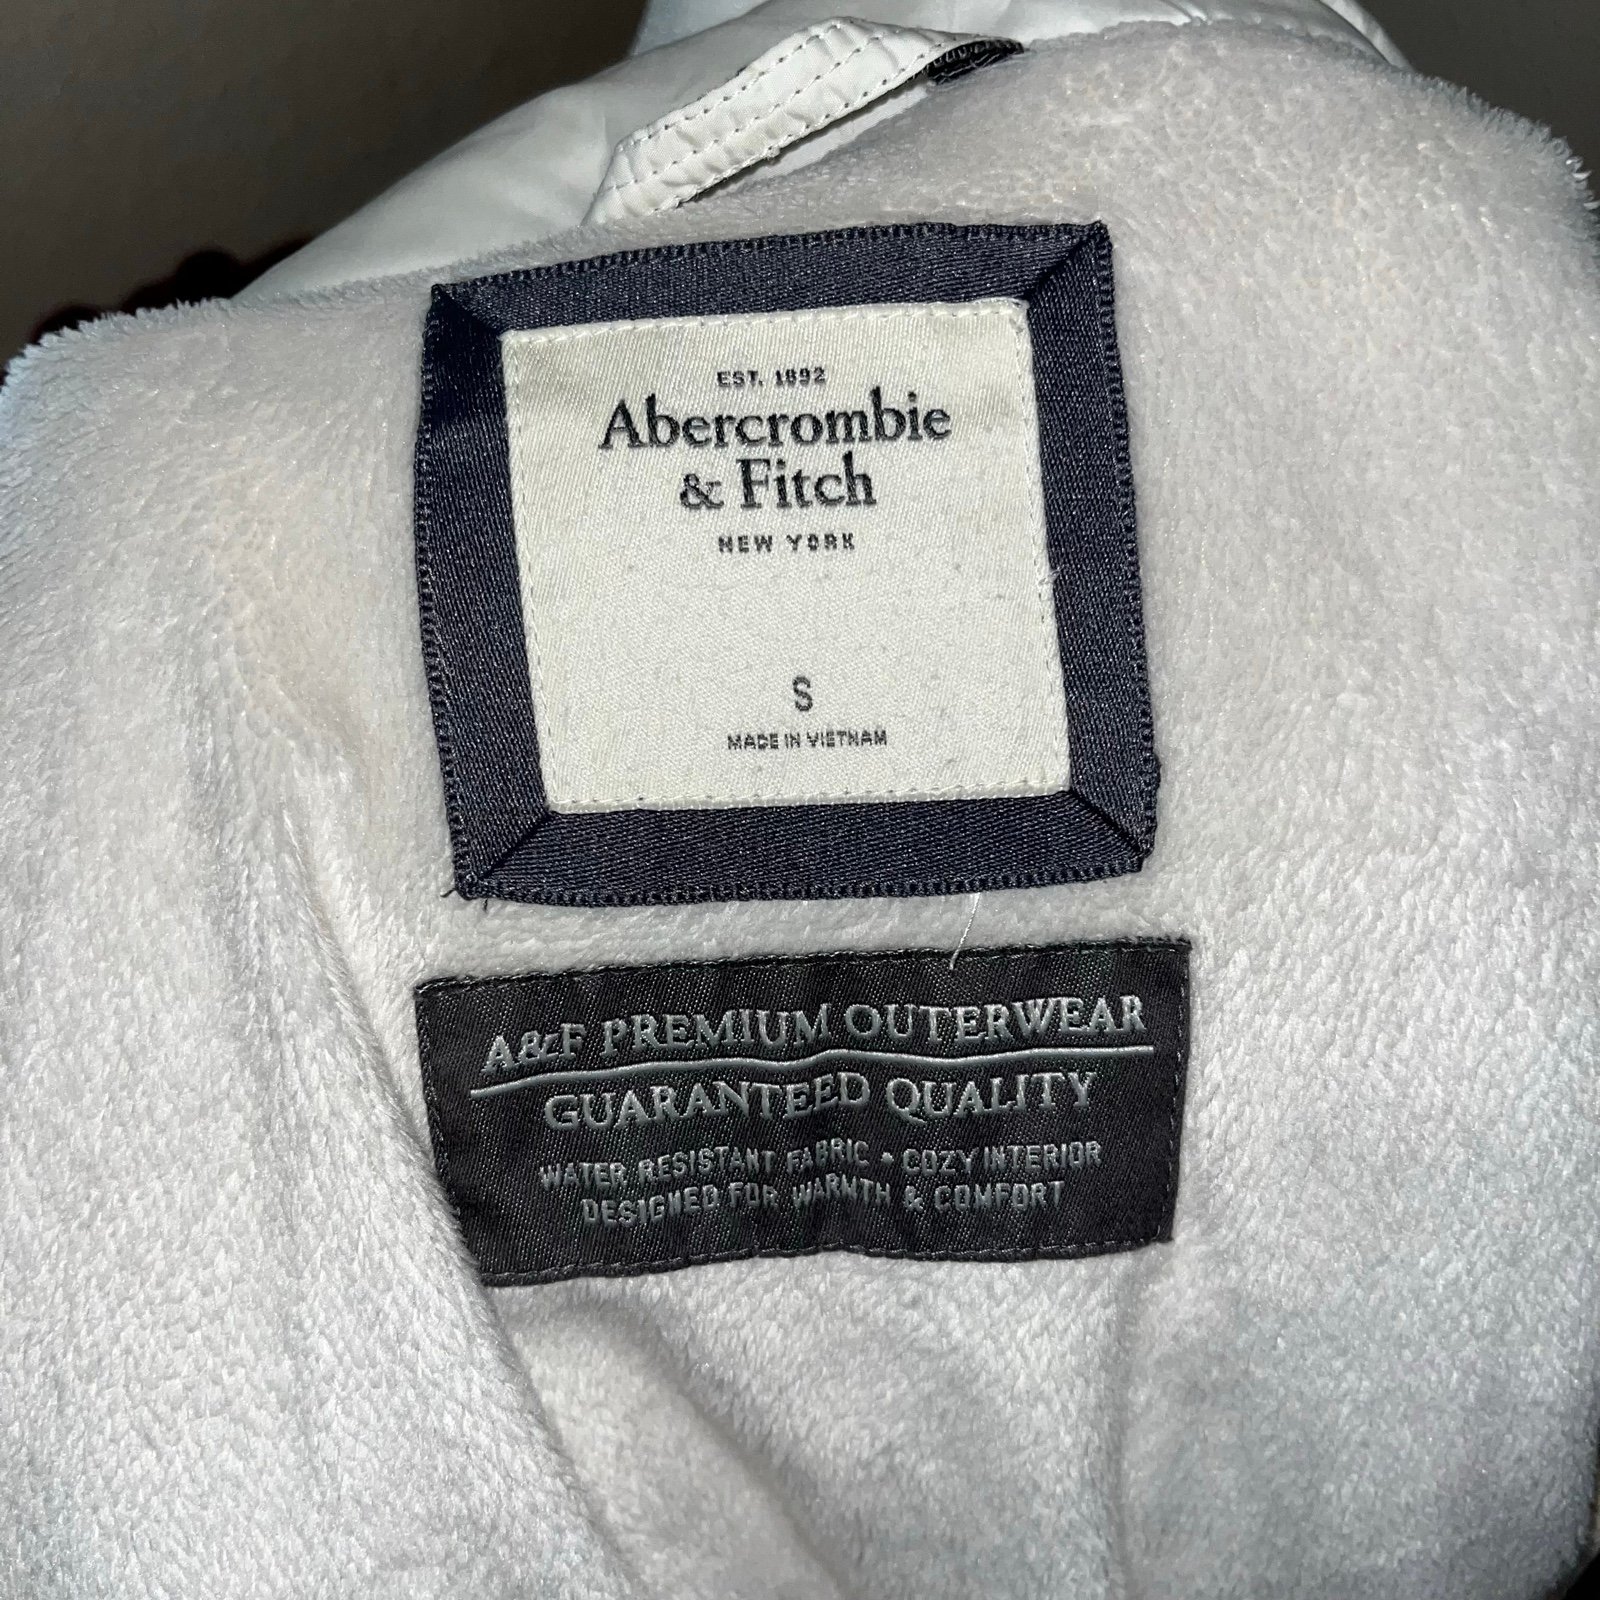 EST. 1892
Abercrombie
& Fitch
NEW YORK
S
MADE IN VIETNAM
A&F PREMIUM OUTERWEAR
GUARANTEED QUALITY
WATER RESISTANT FABRIC • COZY INTERIOR
DESIGNED FOR WARMTH & COMFORT